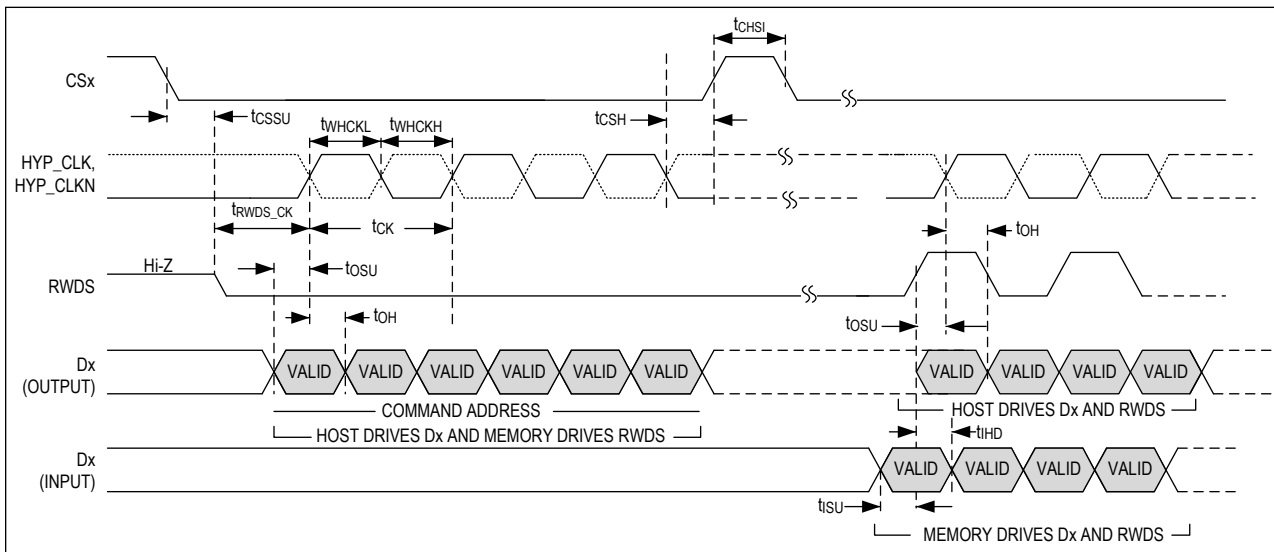 tCHSI
CSx
tCSSU
tWHCKL
tWHCKH
tCSH
HYP_CLK,
HYP_CLKN
tRWDS_CK
tCK
tOH
Hi-Z
tOSU
RWDS
tOH
tOSU
Dx
(OUTPUT)
VALID VALID VALID VALID VALID VALID VALID VALID VALID VALID
COMMAND ADDRESS
HOST DRIVES Dx AND RWDS
HOST DRIVES Dx AND MEMORY DRIVES RWDS
tIHD
Dx
(INPUT)
VALID VALID VALID VALID
tISU
MEMORY DRIVES Dx AND RWDS